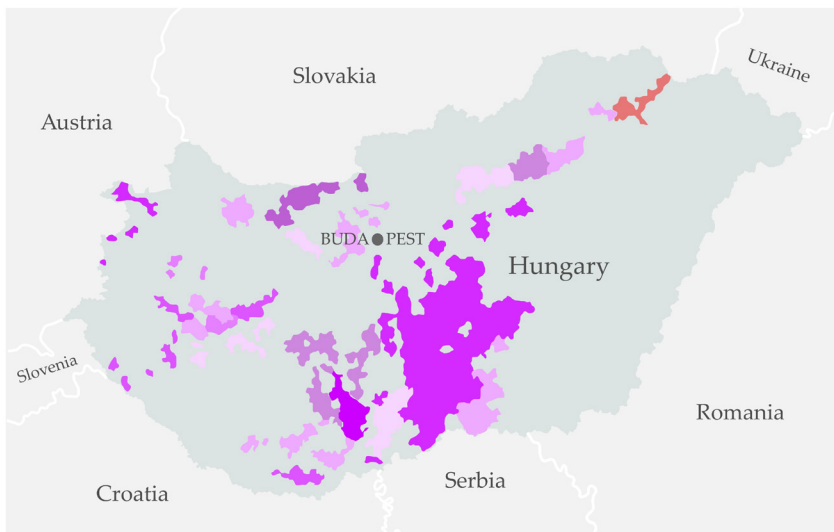 Slovakia
Ukraine
Austria
BUDA PEST
Hungary
Slovenia
Romania
Croatia
Serbia